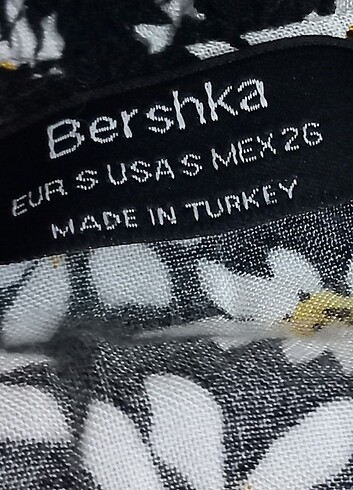 Bershka
EUR S USA S MEX 26
MADE IN TURKEY